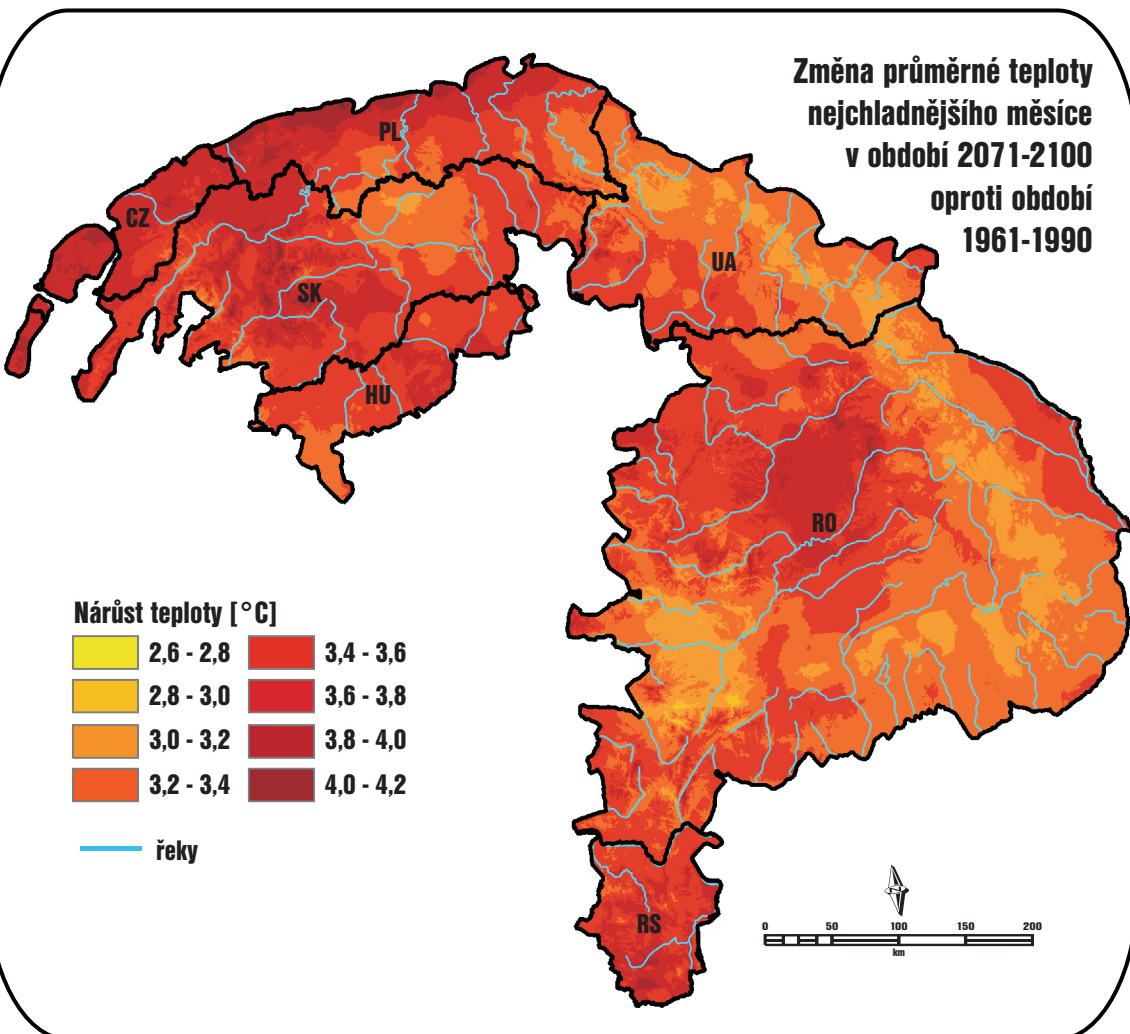 Změna průměrné teploty
nejchladnějšího měsíce
v období 2071-2100
oproti období
1961-1990
PL
CZ
SK
UA
HU
RO
RS
Nárůst teploty [°C]
2,6 - 2,8
2,8 - 3,0
3,0 - 3,2
3,2 - 3,4
3,4 - 3,6
3,6 - 3,8
3,8 - 4,0
4,0 - 4,2
řeky
0 50 100 150 200
km